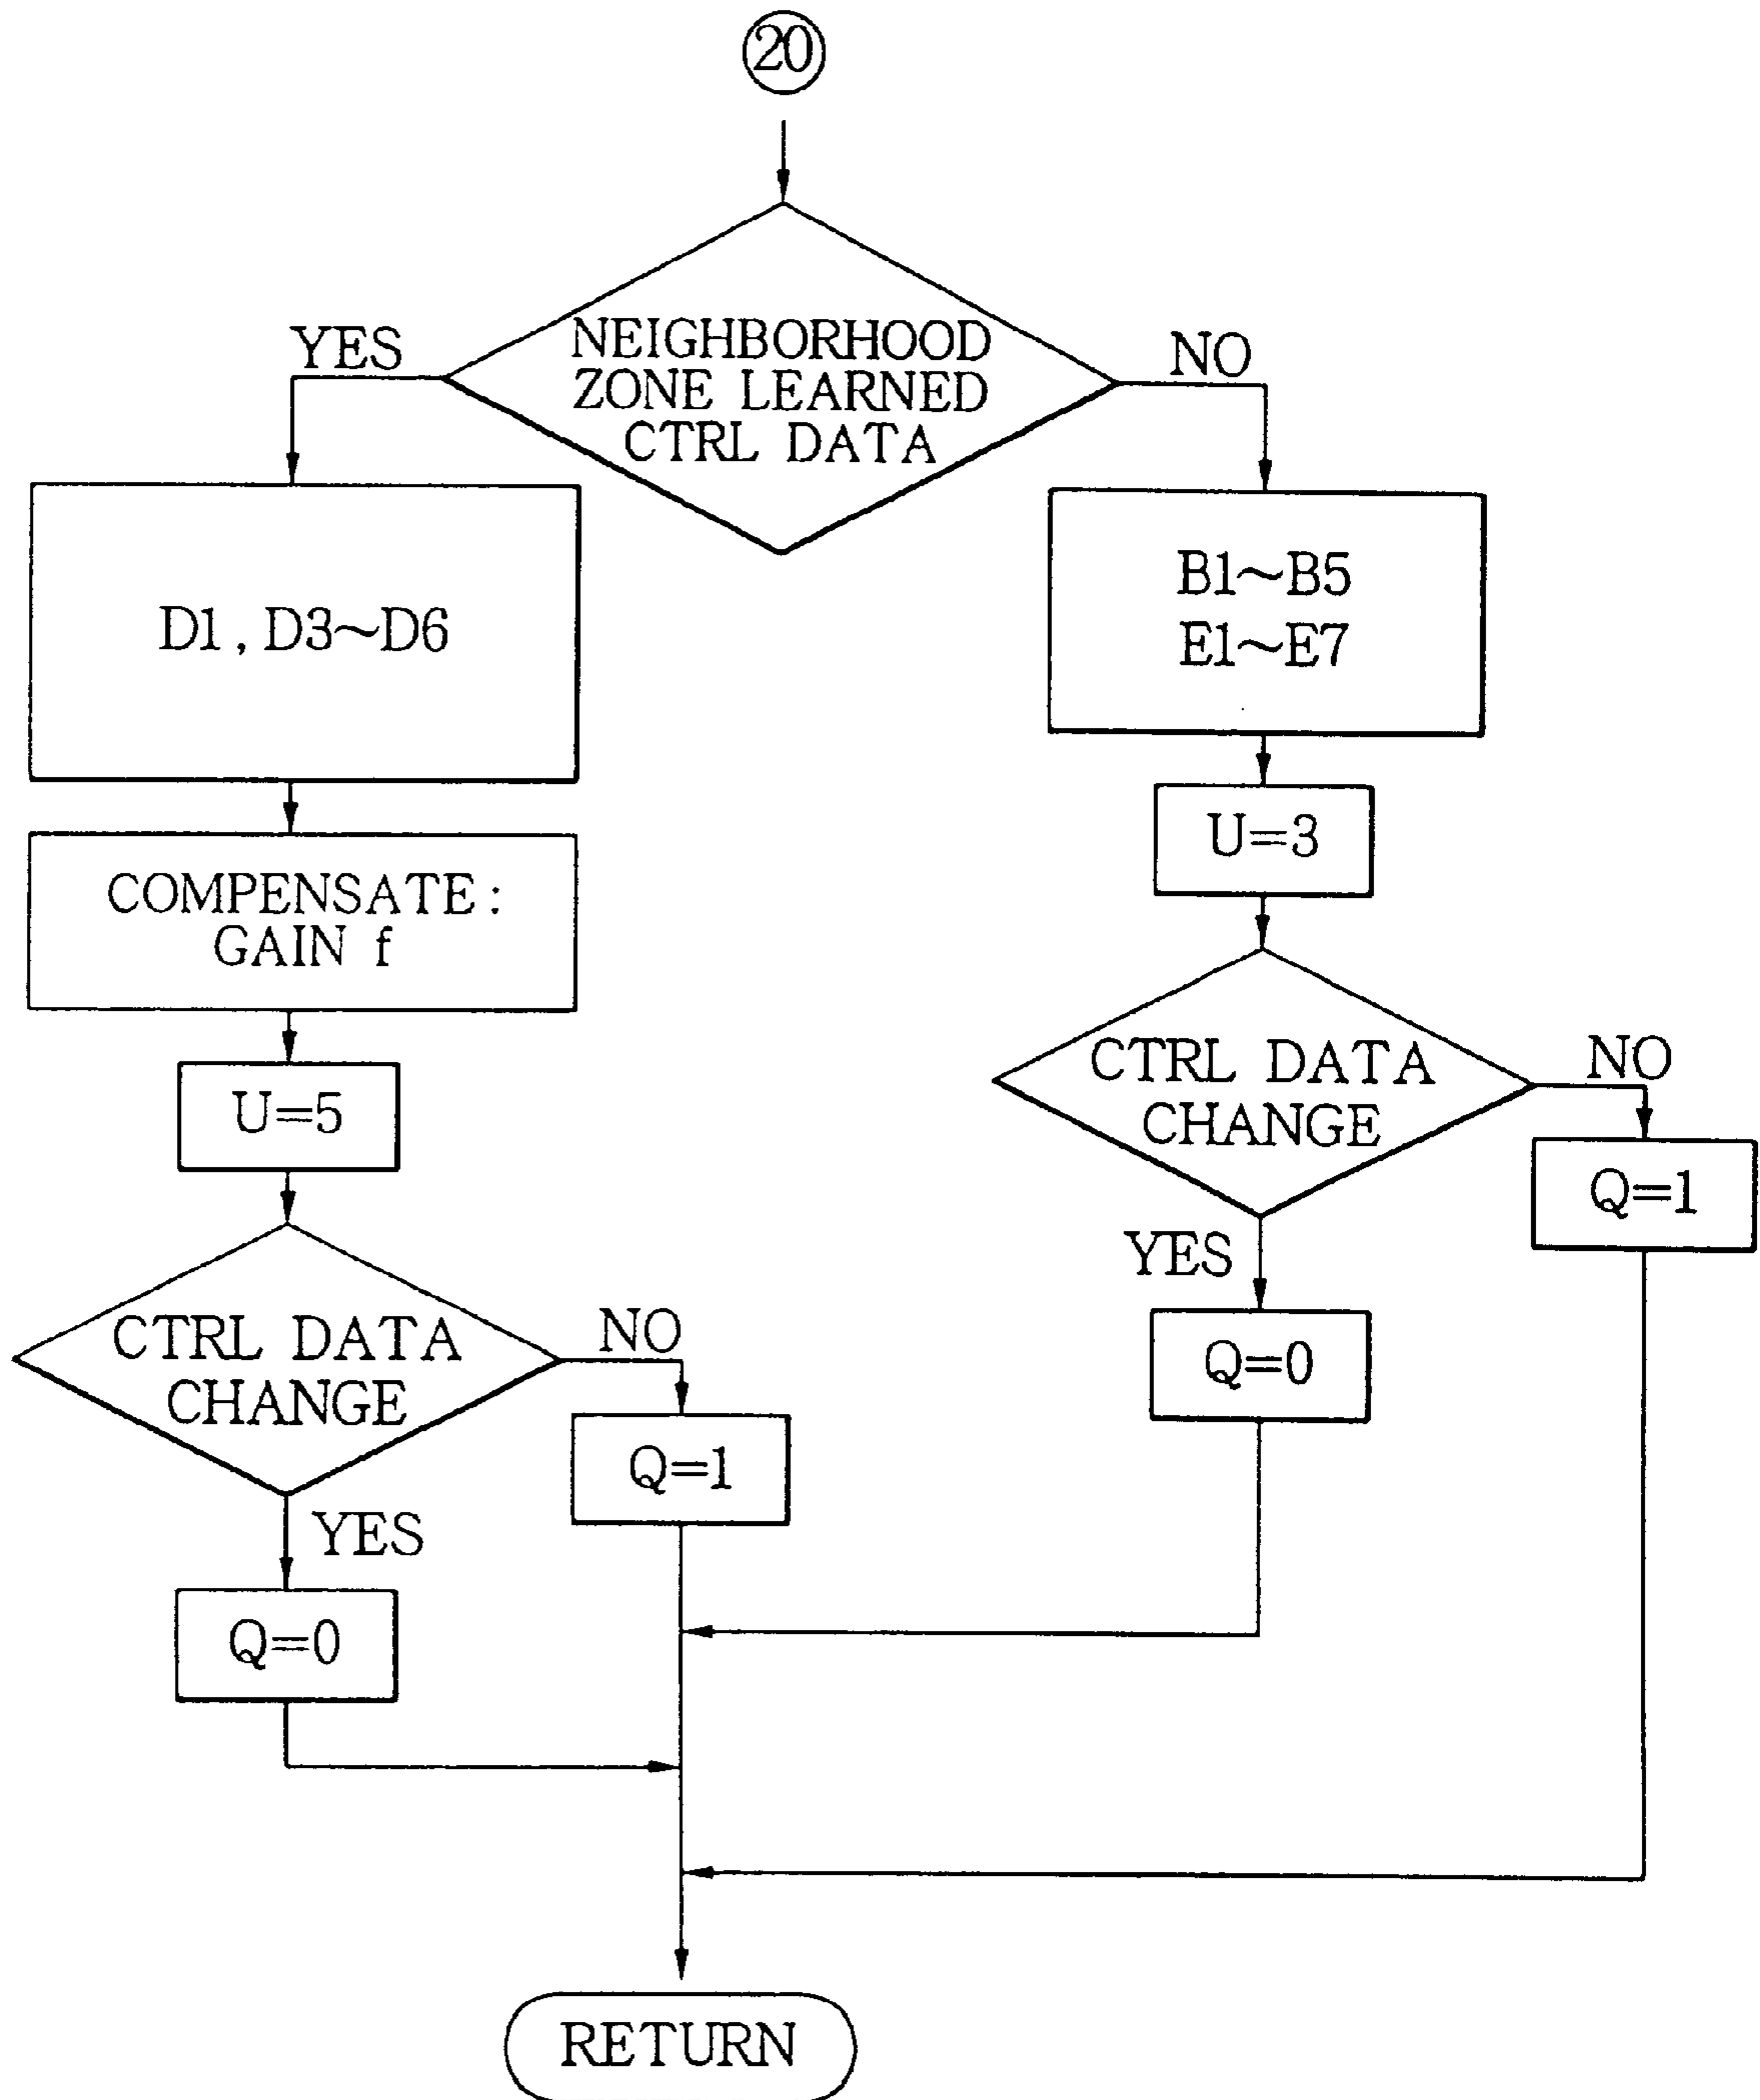 20
YES
NEIGHBORHOOD
ZONE LEARNED
CTRL DATA
NO
D1, D3~D6
B1~B5
E1~E7
COMPENSATE:
GAIN f
U=3
U=5
CTRL DATA
CHANGE
NO
Q=1
YES
Q=0
CTRL DATA
CHANGE
NO
Q=1
YES
Q=0
RETURN